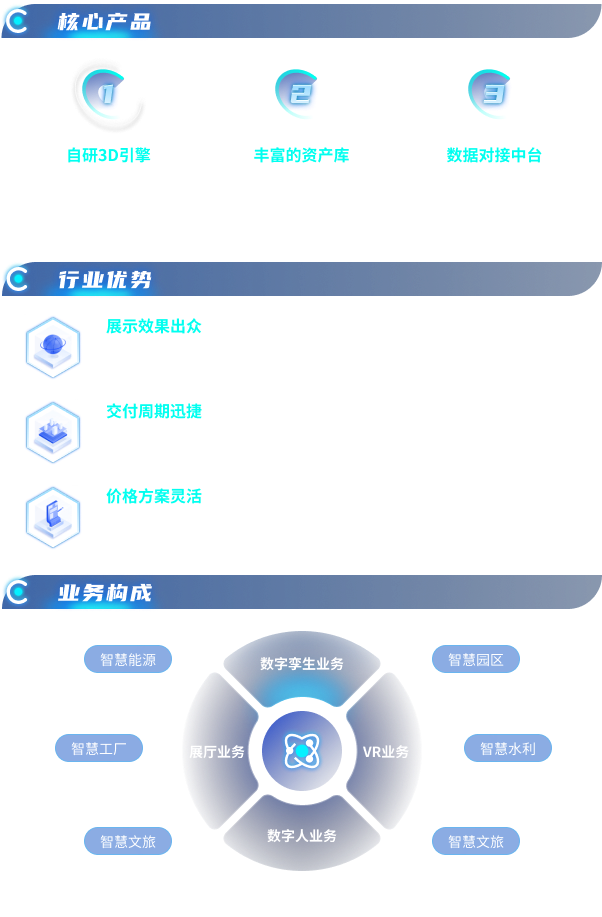 核心产品
1
2
3
自研3D引擎
丰富的资产库
数据对接中台
行业优势
展示效果出众
交付周期迅捷
价格方案灵活
业务构成
智慧能源
数字孪生业务
智慧园区
智慧工厂
展厅业务
VR业务
智慧水利
智慧文旅
数字人业务
智慧文旅